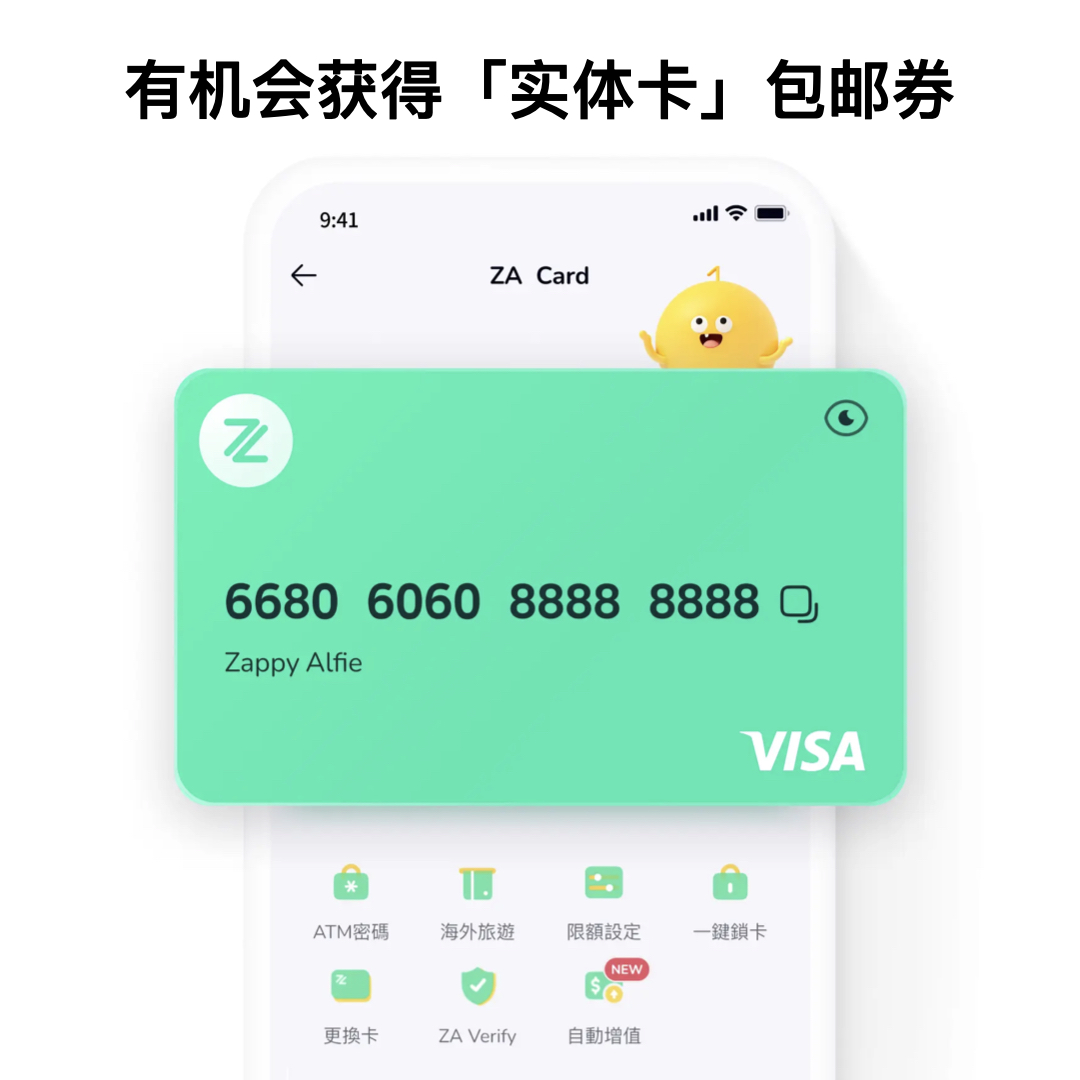 有机会获得「实体卡」包邮券
9:41
ZA Card
6680 6060 8888 8888
Zappy Alfie
VISA
ATM密碼 海外旅遊 限額設定 一鍵鎖卡
NEW
更換卡 ZA Verify 自動增值